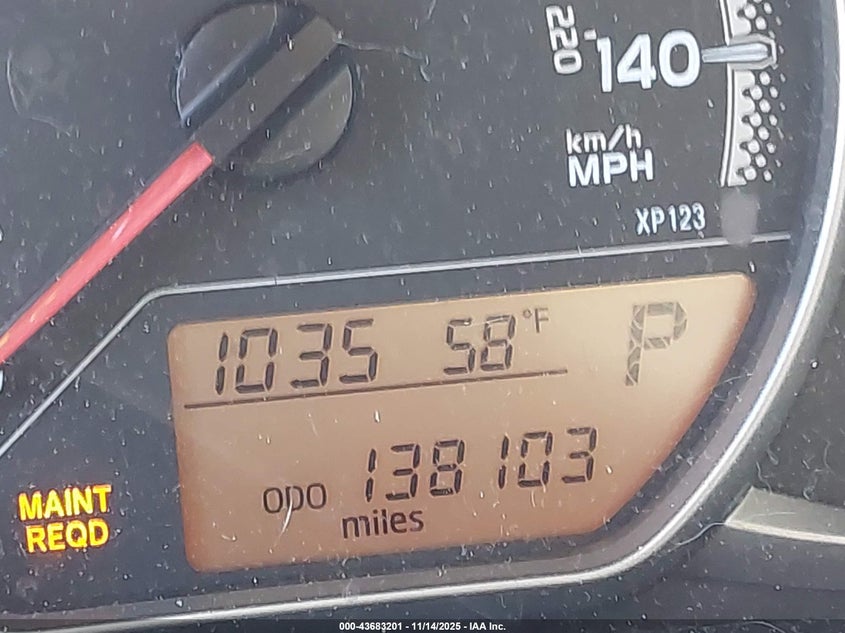 220
140
km/h
MPH
XP123
1035 58°F P
ODO 138103
miles
MAINT
REQD
000-43683201 - 11/14/2025 - IAA Inc.